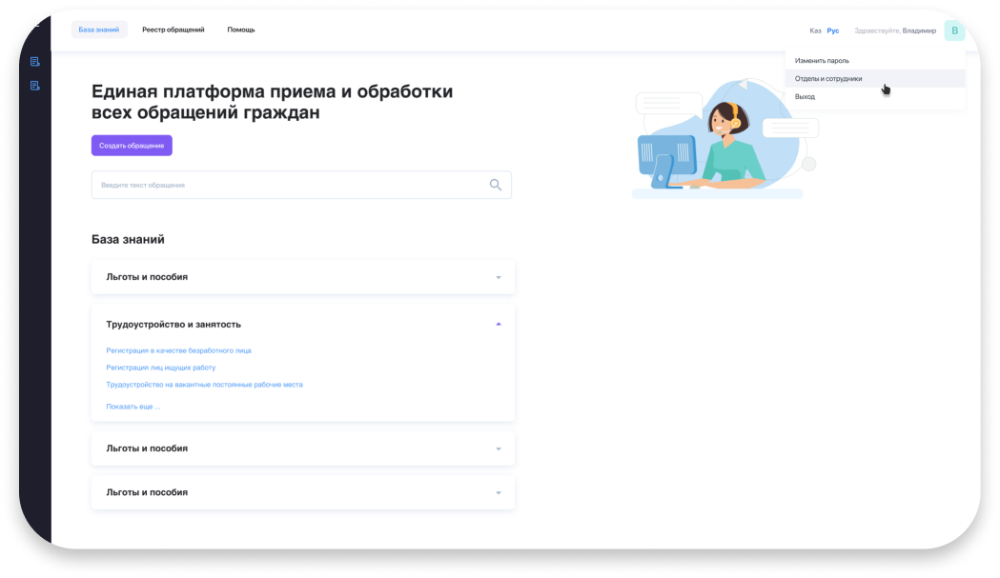 База знаний
Реестр обращений
Помощь
Каз
Рус
Здравствуйте, Владимир
В
Изменить пароль
Отделы и сотрудники
Выход
Единая платформа приема и обработки
всех обращений граждан
Создать обращение
Введите текст обращения
База знаний
Льготы и пособия
Трудоустройство и занятость
Регистрация в качестве безработного лица
Регистрация лиц ищущих работу
Трудоустройство на вакантные постоянные рабочие места
Показать еще ...
Льготы и пособия
Льготы и пособия